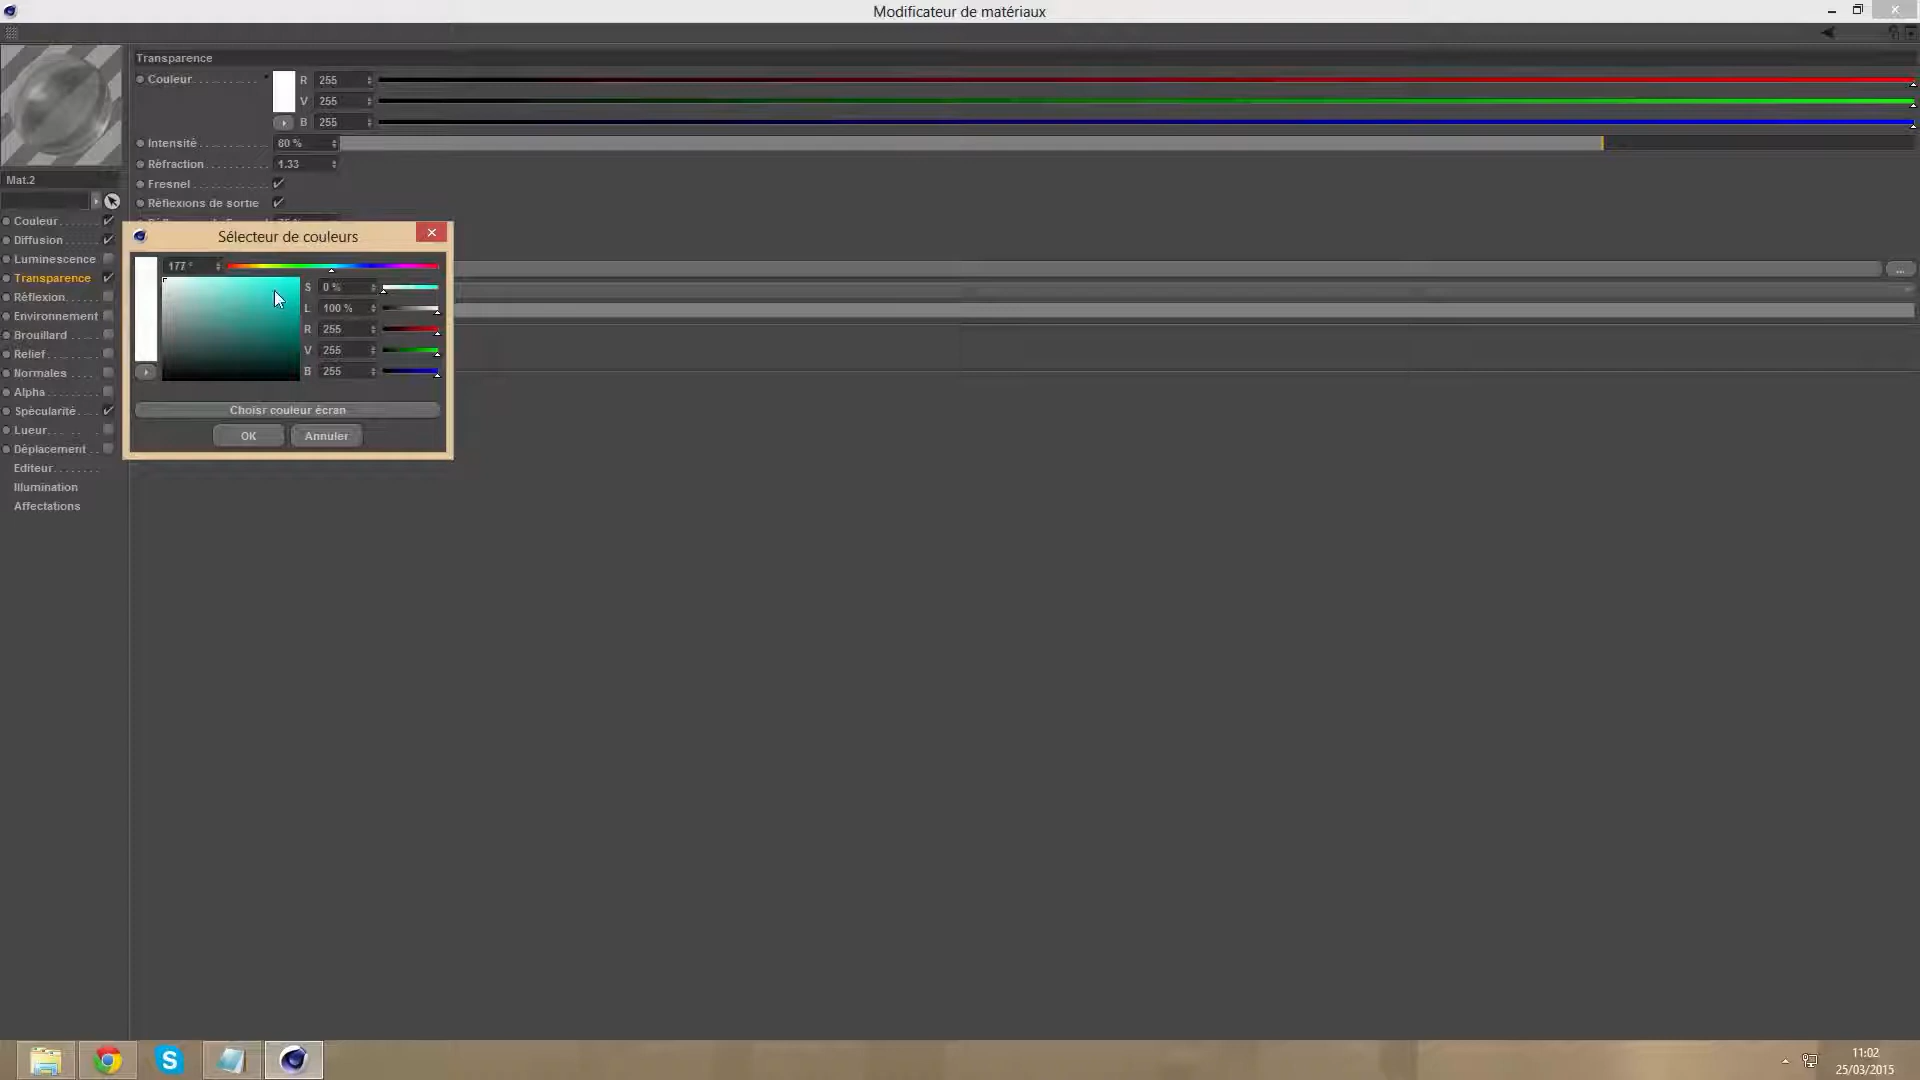 Modificateur de matériaux
Transparence
Couleur
R 255
V 255
B 255
Intensité 80 %
Réfraction 1.33
Fresnel
Réflexions de sortie
Mat.2
Couleur
Diffusion
Luminescence
Transparence
Réflexion
Environnement
Brouillard
Relief
Normales
Alpha
Spécularité
Lueur
Déplacement
Editeur
Illumination
Affectations
Sélecteur de couleurs
177 °
S 0 %
L 100 %
R 255
V 255
B 255
Choisr couleur écran
OK Annuler
...
11:02
25/03/2015